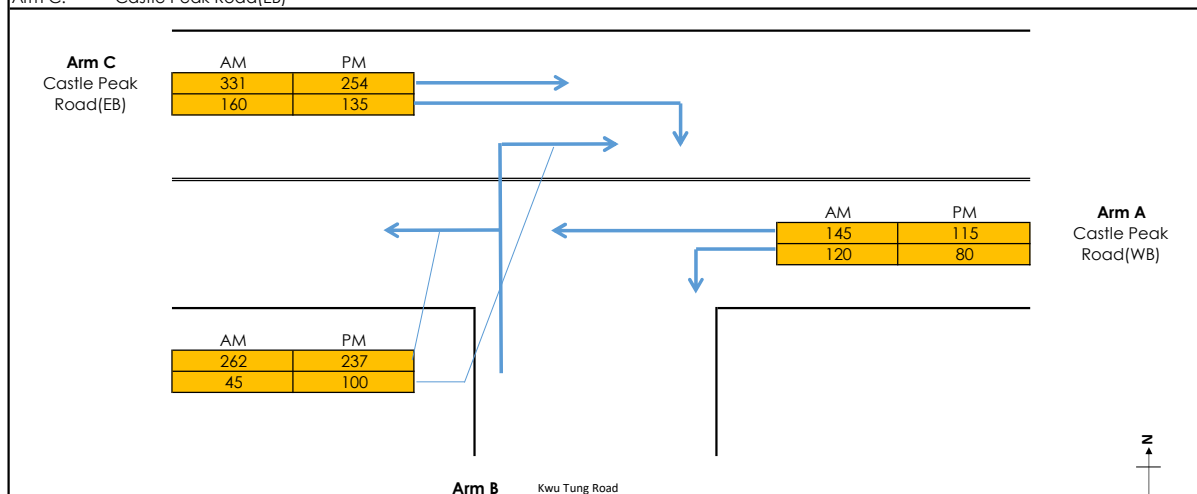 Arm C: Castle Peak Road(EB)
Arm C
Castle Peak
Road(EB)
AM PM
331 254
160 135
AM PM
145 115
120 80
Arm A
Castle Peak
Road(WB)
AM PM
262 237
45 100
Arm B Kwu Tung Road
N